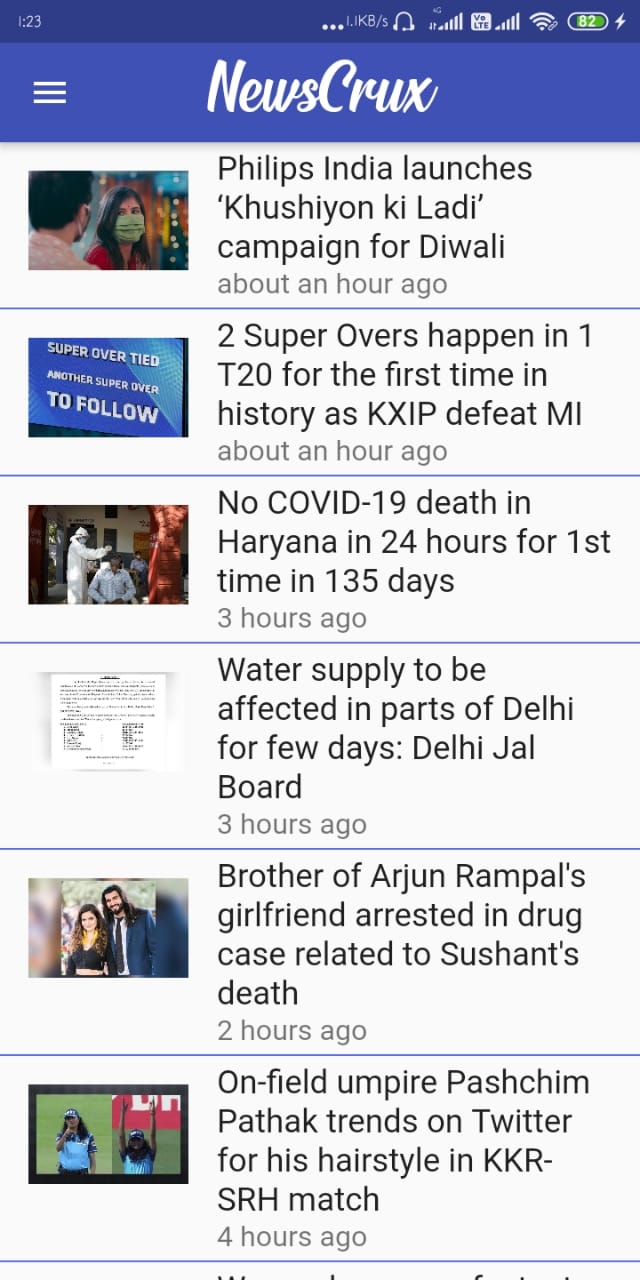 1:23
1.1KB/s
4G
Vo
LTE
82
NewsCrux
Philips India launches
‘Khushiyon ki Ladi’
campaign for Diwali
about an hour ago
SUPER OVER TIED
ANOTHER SUPER OVER
TO FOLLOW
2 Super Overs happen in 1
T20 for the first time in
history as KXIP defeat MI
about an hour ago
No COVID-19 death in
Haryana in 24 hours for 1st
time in 135 days
3 hours ago
Water supply to be
affected in parts of Delhi
for few days: Delhi Jal
Board
3 hours ago
Brother of Arjun Rampal's
girlfriend arrested in drug
case related to Sushant's
death
2 hours ago
On-field umpire Pashchim
Pathak trends on Twitter
for his hairstyle in KKR-
SRH match
4 hours ago